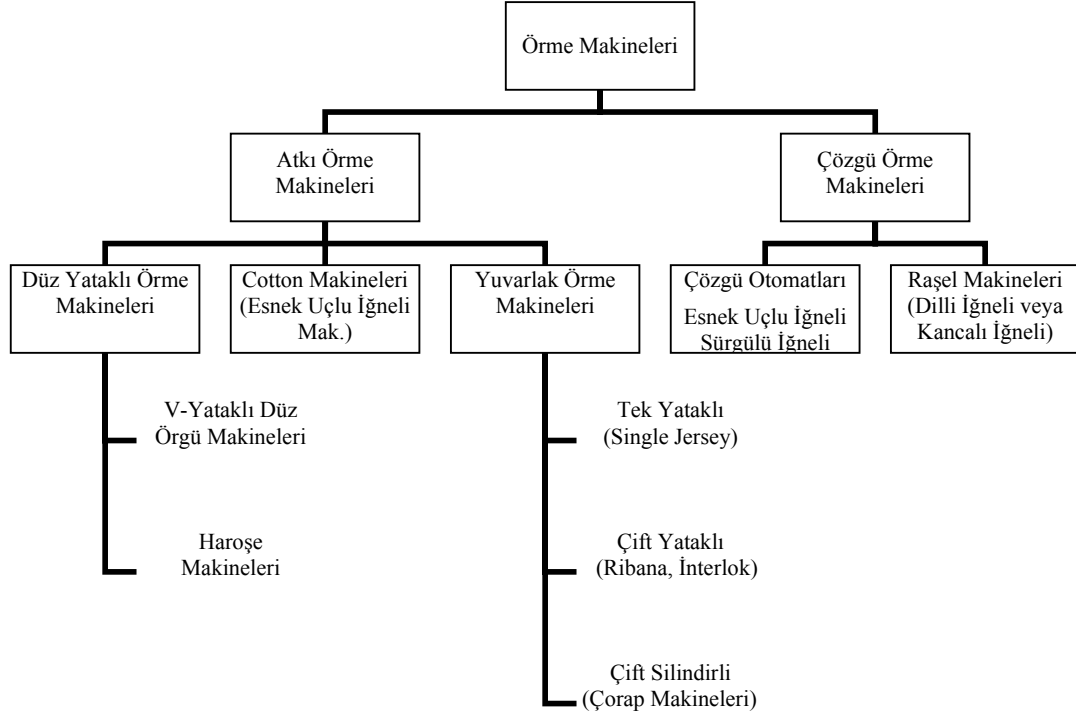 Örme Makineleri
Atkı Örme
Makineleri
Çözgü Örme
Makineleri
Düz Yataklı Örme
Makineleri
Cotton Makineleri
(Esnek Uçlu İğneli
Mak.)
Yuvarlak Örme
Makineleri
Çözgü Otomatları
Esnek Uçlu İğneli
Sürgülü İğneli
Raşel Makineleri
(Dilli İğneli veya
Kancalı İğneli)
V-Yataklı Düz
Örgü Makineleri
Haroşe
Makineleri
Tek Yataklı
(Single Jersey)
Çift Yataklı
(Ribana, İnterlok)
Çift Silindirli
(Çorap Makineleri)